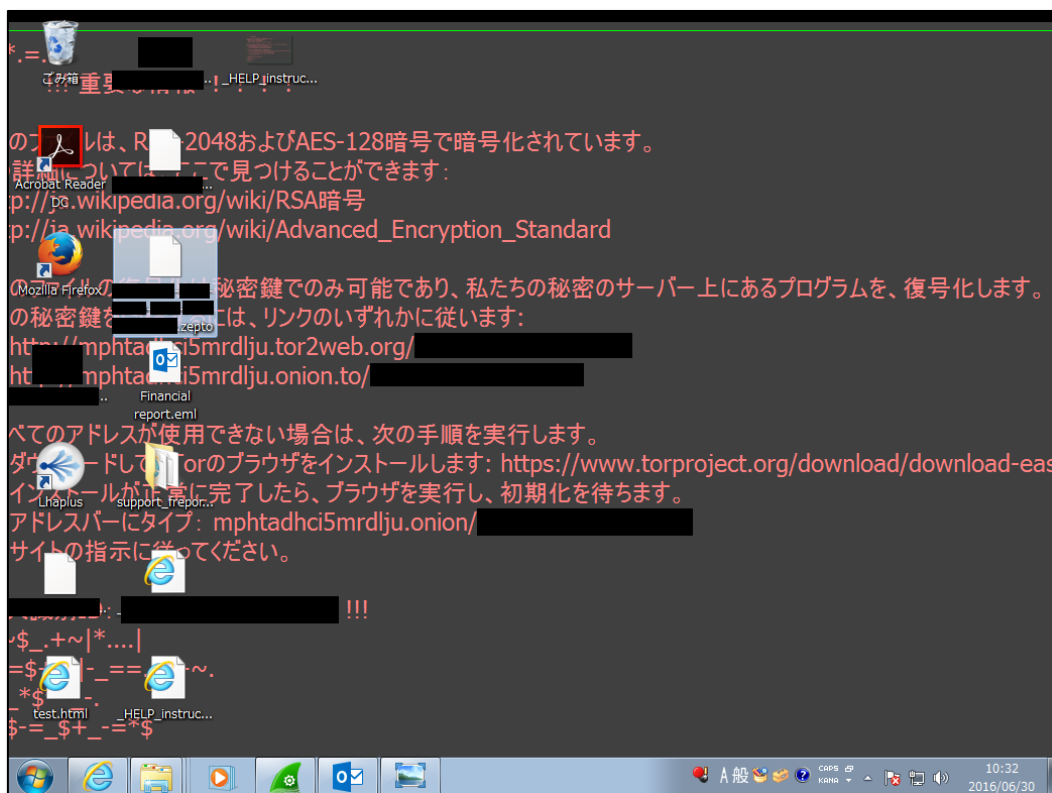 *.=.
ごみ箱
_HELP_instruc...
!!! 重要な情報 ! ! ! !
のファイルは、RSA-2048およびAES-128暗号で暗号化されています。
詳細については、ここで見つけることができます:
Acrobat Reader DC
p://ja.wikipedia.org/wiki/RSA暗号
p://ja.wikipedia.org/wiki/Advanced_Encryption_Standard
Mozilla Firefox
のファイルの 秘密鍵でのみ可能であり、私たちの秘密のサーバー上にあるプログラムを、復号化します。
の秘密鍵を には、リンクのいずれかに従います:
.zepto
http://mphtadhci5mrdlju.tor2web.org/
http://mphtadhci5mrdlju.onion.to/
Financial
report.eml
べてのアドレスが使用できない場合は、次の手順を実行します。
ダウンロードして Torのブラウザをインストールします: https://www.torproject.org/download/download-eas
インストールが正常に完了したら、ブラウザを実行し、初期化を待ちます。
Lhaplus
support_frepor...
アドレスバーにタイプ: mphtadhci5mrdlju.onion/
サイトの指示に従ってください。
!!!
~$_.+~|*....|
test.html
_HELP_instruc...
$-=_$+_-=*$
A 般
CAPS
KANA
10:32
2016/06/30